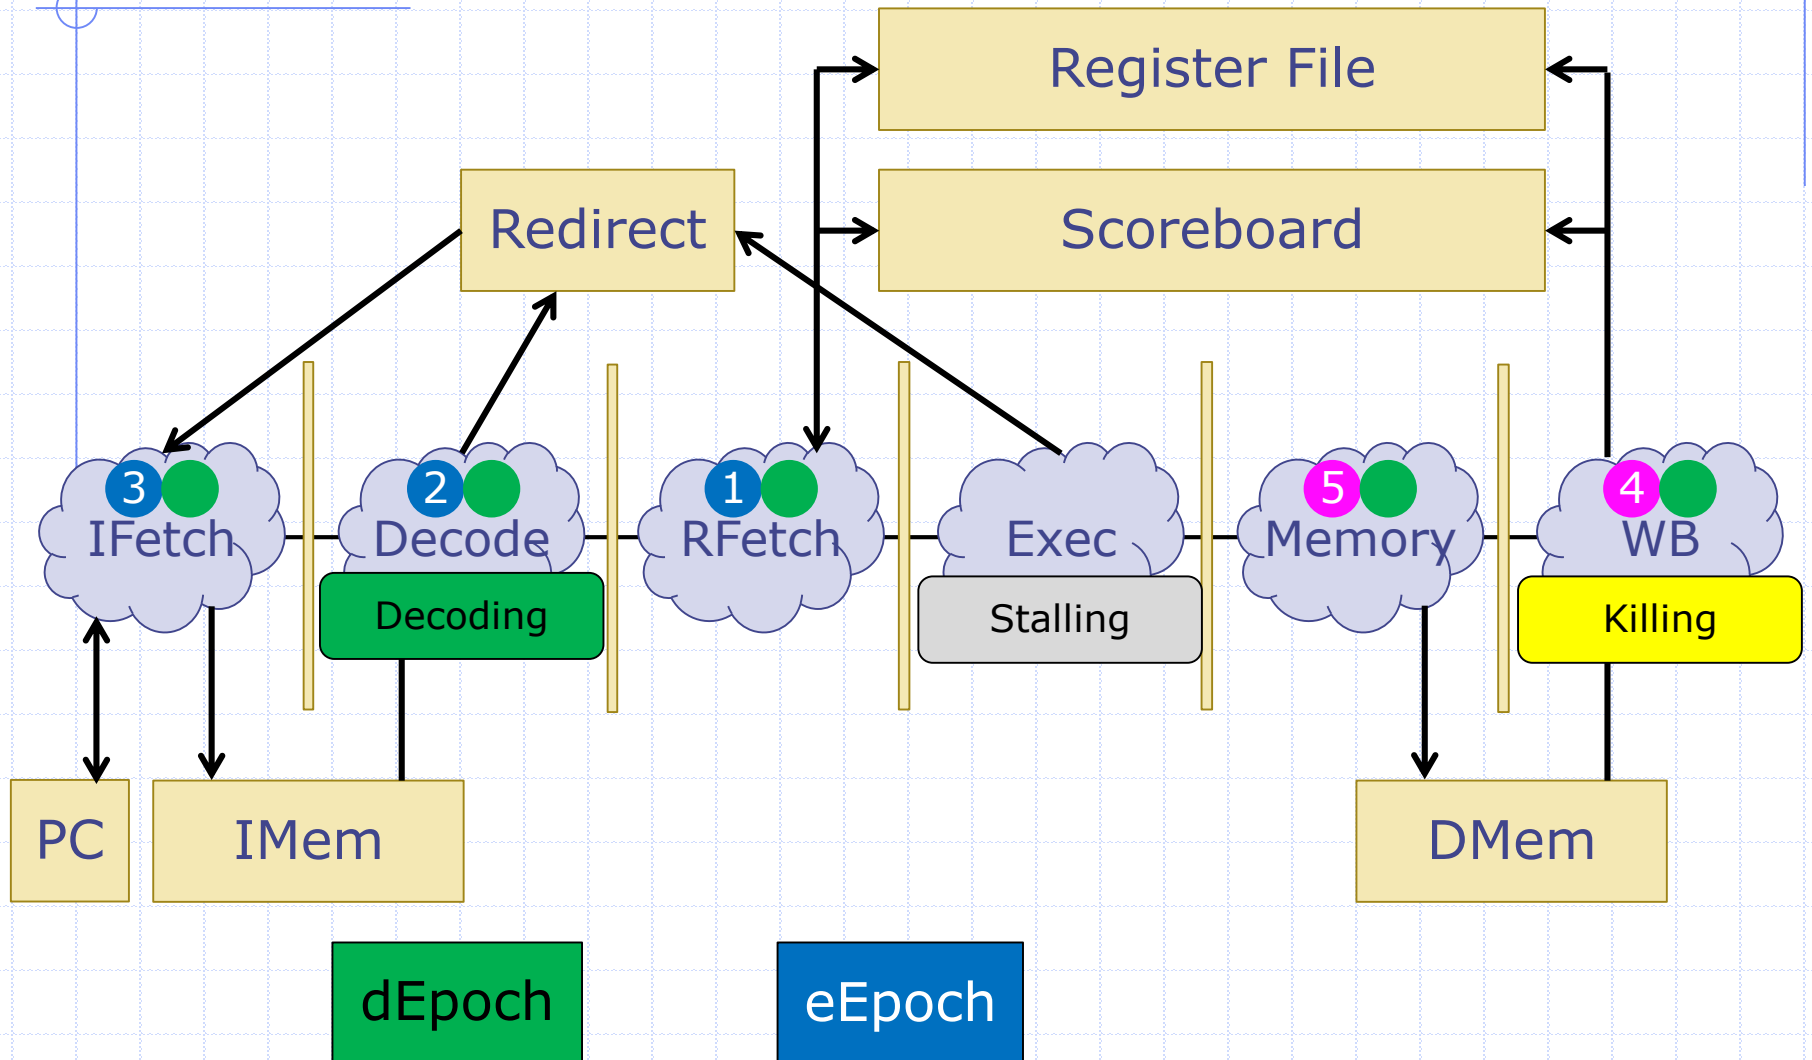 Register File
Redirect
Scoreboard
3
2
1
5
4
IFetch
Decode
RFetch
Exec
Memory
WB
Decoding
Stalling
Killing
PC
IMem
DMem
dEpoch
eEpoch